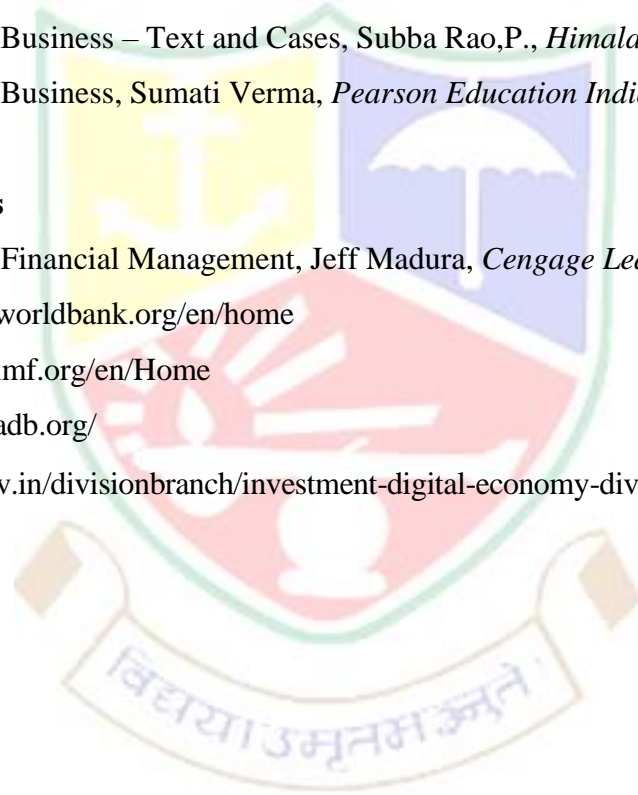 Business – Text and Cases, Subba Rao,P., Himala
Business, Sumati Verma, Pearson Education Indi
s
Financial Management, Jeff Madura, Cengage Lea
worldbank.org/en/home
imf.org/en/Home
adb.org/
v.in/divisionbranch/investment-digital-economy-div
विद्ययाऽमृतमश्नुते